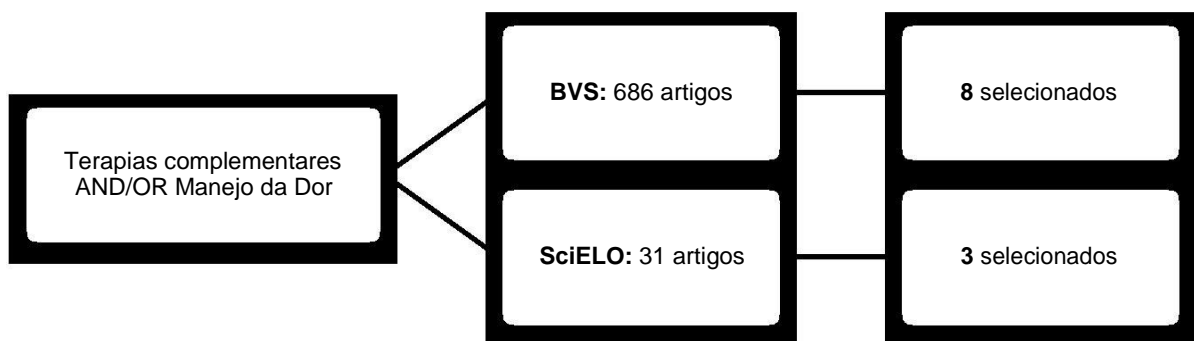 Terapias complementares
AND/OR Manejo da Dor
BVS: 686 artigos
8 selecionados
SciELO: 31 artigos
3 selecionados